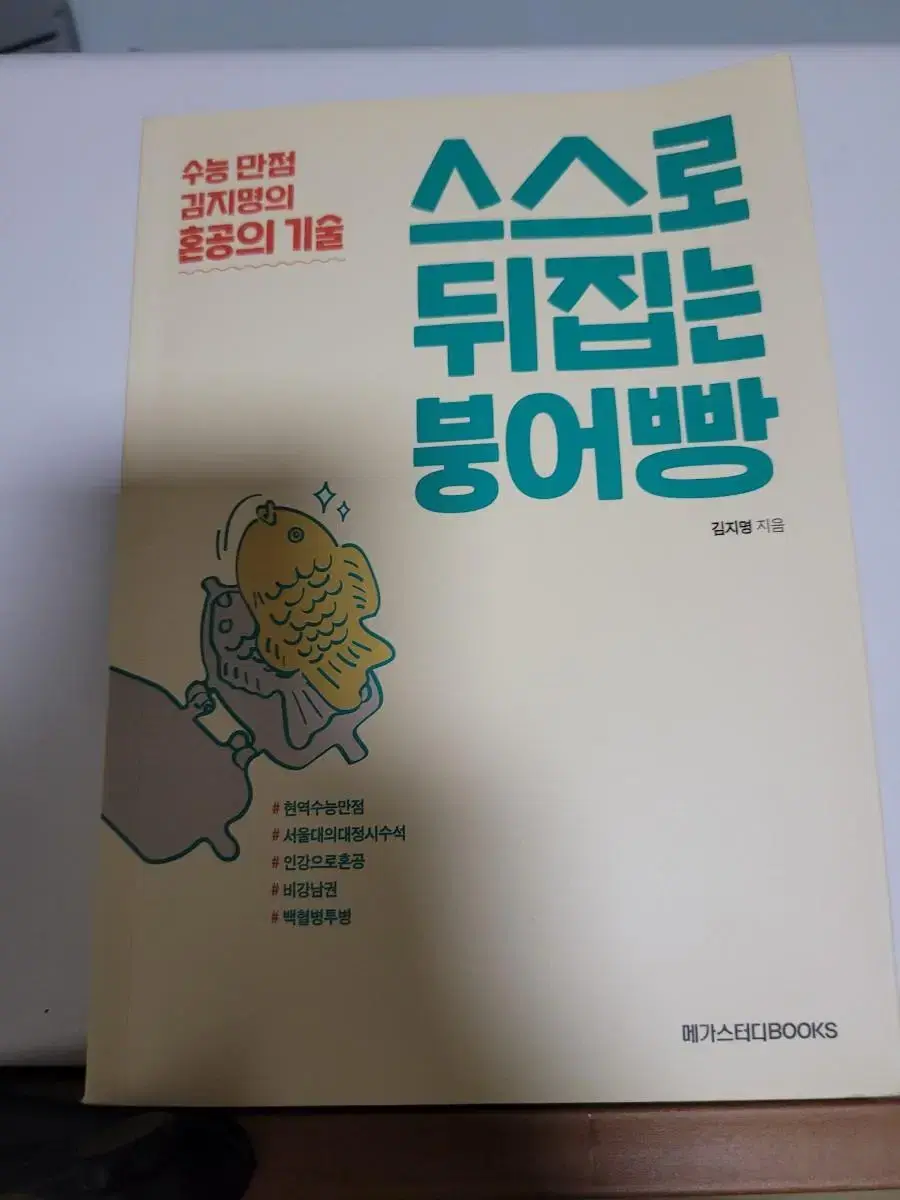 수능 만점
김지명의
혼공의 기술
스스로
뒤집는
붕어빵
김지명 지음
# 현역수능만점
# 서울대의대정시수석
# 인강으로혼공
# 비강남권
# 백혈병투병
메가스터디BOOKS